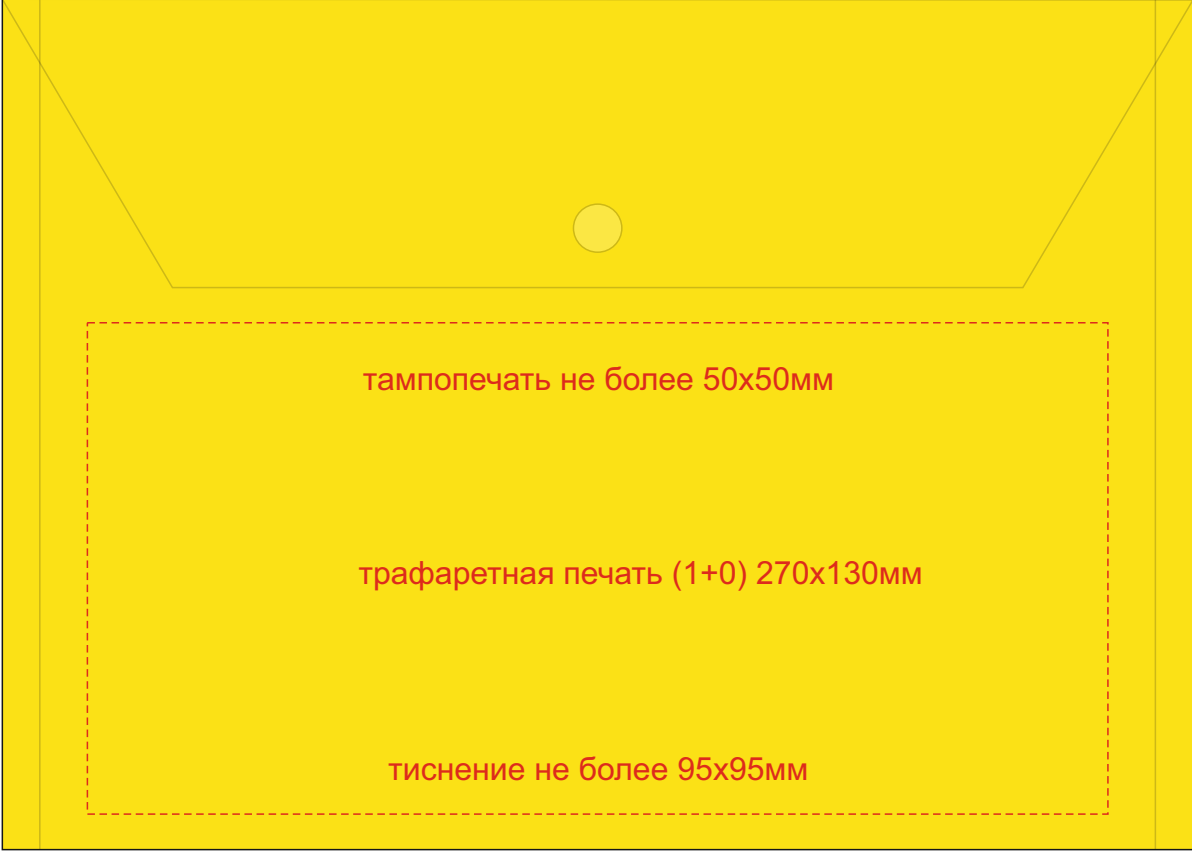 тампопечать не более 50х50мм
трафаретная печать (1+0) 270х130мм
тиснение не более 95х95мм